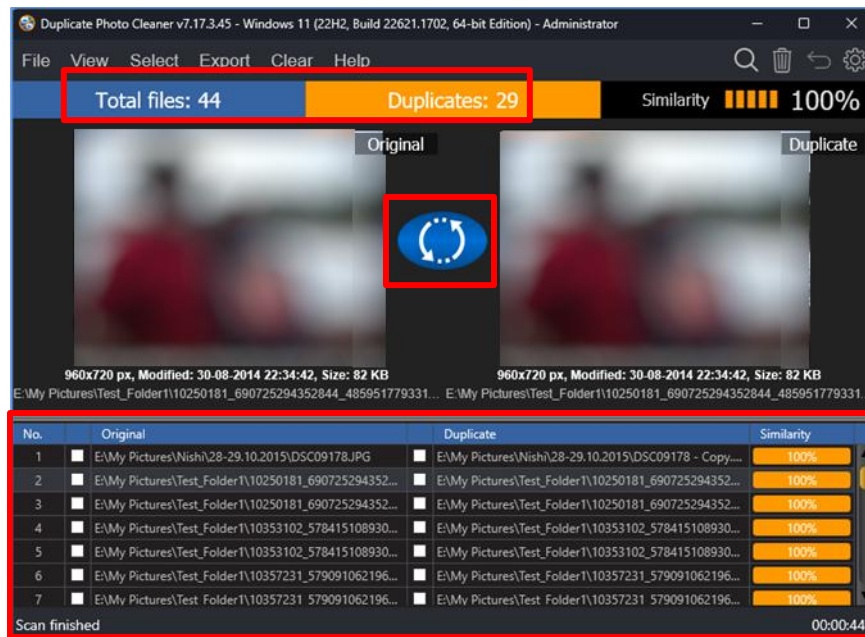 Duplicate Photo Cleaner v7.17.3.45 - Windows 11 (22H2, Build 22621.1702, 64-bit Edition) - Administrator
File View Select Export Clear Help
Total files: 44 Duplicates: 29 Similarity 100%
Original Duplicate
960x720 px, Modified: 30-08-2014 22:34:42, Size: 82 KB 960x720 px, Modified: 30-08-2014 22:34:42, Size: 82 KB
E:\My Pictures\Test_Folder1\10250181_690725294352844_485951779331... E:\My Pictures\Test_Folder1\10250181_690725294352844_485951779331...
No. Original Duplicate Similarity
1 E:\My Pictures\Nishi\28-29.10.2015\DSC09178.JPG E:\My Pictures\Nishi\28-29.10.2015\DSC09178 - Copy.... 100%
2 E:\My Pictures\Test_Folder1\10250181_690725294352... E:\My Pictures\Test_Folder1\10250181_690725294352... 100%
3 E:\My Pictures\Test_Folder1\10250181_690725294352... E:\My Pictures\Test_Folder1\10250181_690725294352... 100%
4 E:\My Pictures\Test_Folder1\10353102_578415108930... E:\My Pictures\Test_Folder1\10353102_578415108930... 100%
5 E:\My Pictures\Test_Folder1\10353102_578415108930... E:\My Pictures\Test_Folder1\10353102_578415108930... 100%
6 E:\My Pictures\Test_Folder1\10357231_579091062196... E:\My Pictures\Test_Folder1\10357231_579091062196... 100%
7 E:\My Pictures\Test_Folder1\10357231_579091062196... E:\My Pictures\Test_Folder1\10357231_579091062196... 100%
Scan finished 00:00:44